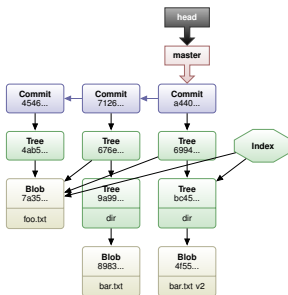 head
master
Commit
4546...
Commit
7126...
Commit
a440...
Tree
4ab5...
Tree
676e...
Tree
6994...
Index
Blob
7a35...
foo.txt
Tree
9a99...
dir
Tree
bc45...
dir
Blob
8983...
bar.txt
Blob
4f55...
bar.txt v2